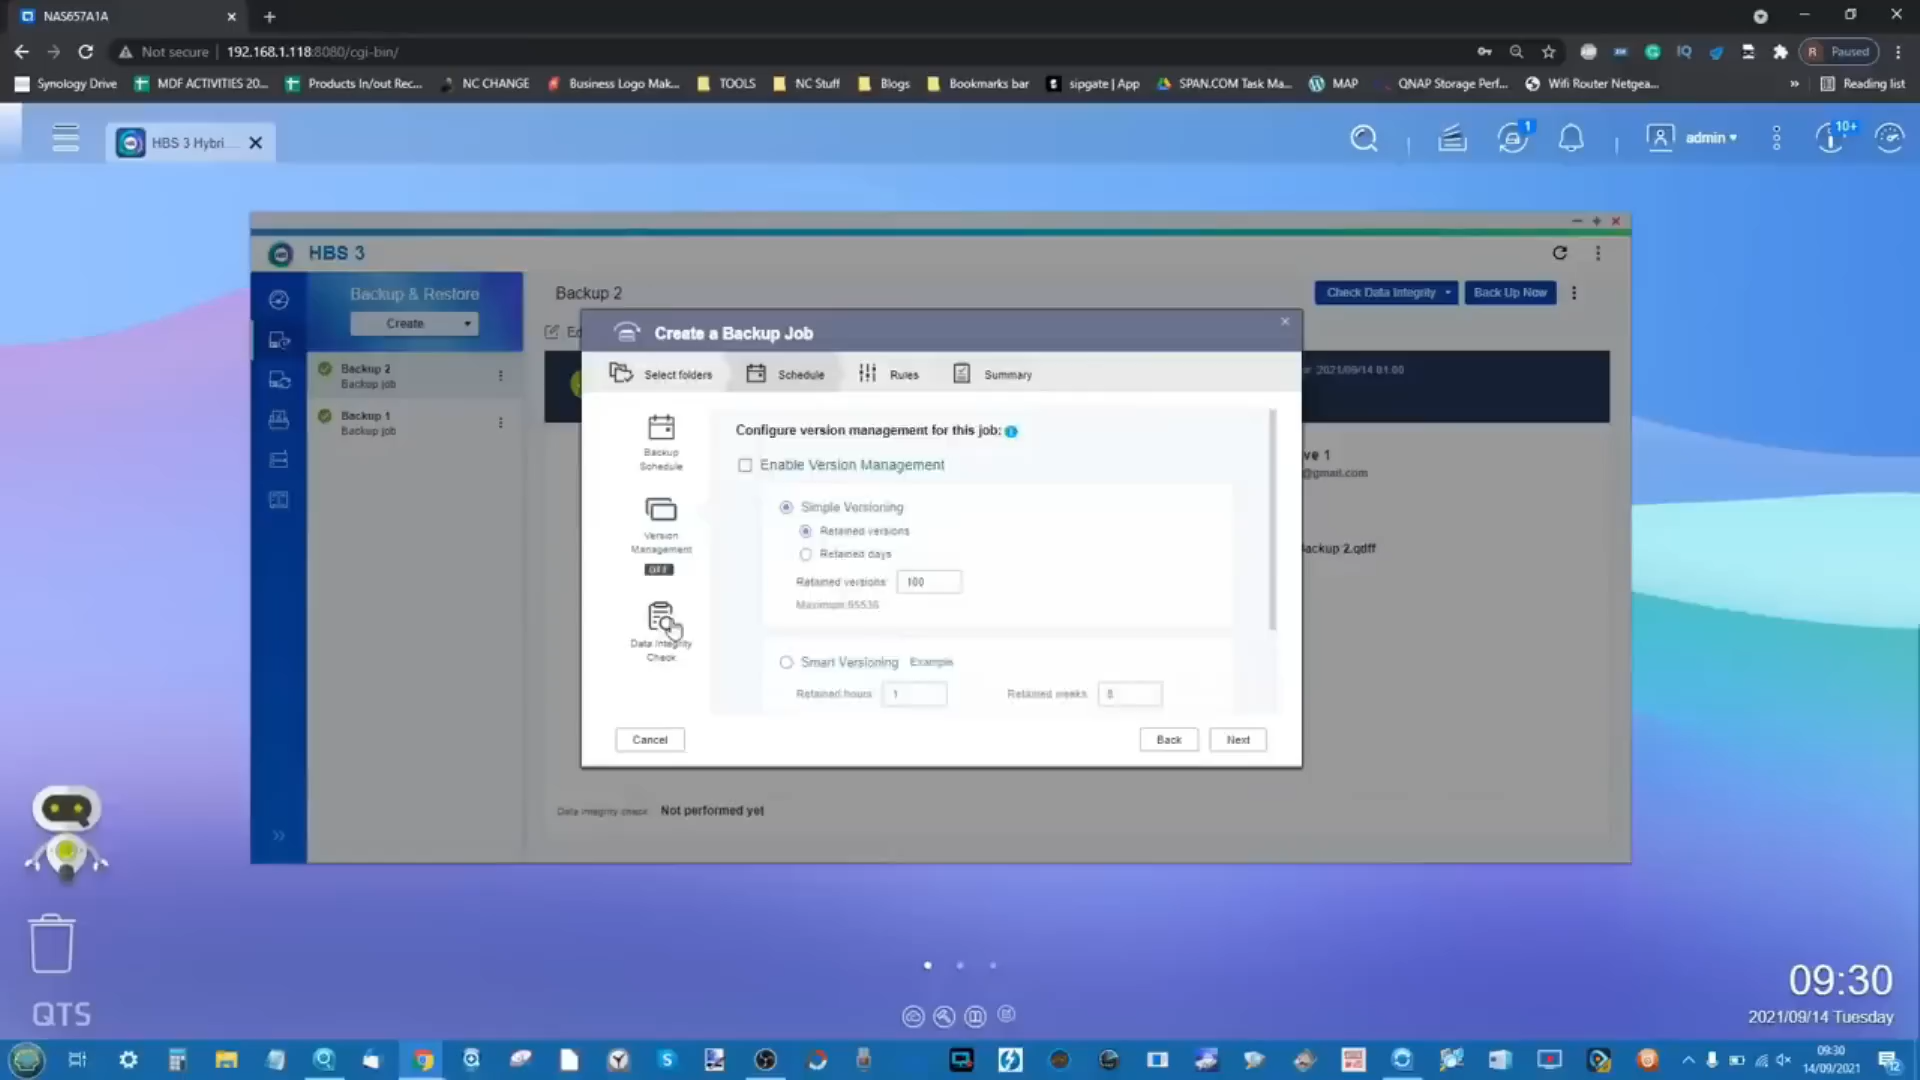 NAS657A1A
Not secure | 192.168.1.118:8080/cgi-bin/
Paused
Synology Drive
MDF ACTIVITIES 20...
Products In/out Rec...
NC CHANGE
Business Logo Mak...
TOOLS
NC Stuff
Blogs
Bookmarks bar
sipgate | App
SPAN.COM Task Ma...
MAP
QNAP Storage Perf...
Wifi Router Netgea...
Reading list
HBS 3 Hybri...
1
admin
10+
HBS 3
Backup & Restore
Create
Backup 2
Backup job
Backup 1
Backup job
Backup 2
Check Data Integrity
Back Up Now
Create a Backup Job
Select folders
Schedule
Rules
Summary
2021/09/14 01:00
Backup
Schedule
Version
Management
OFF
Data Integrity
Check
Configure version management for this job:
Enable Version Management
Simple Versioning
Retained versions
Retained days
Retained versions 100
Maximum:65536
Smart Versioning Example
Retained hours 1
Retained weeks 8
Cancel
Back
Next
ve 1
@gmail.com
ackup 2.qdff
Data integrity check: Not performed yet
QTS
09:30
2021/09/14 Tuesday
09:30
14/09/2021